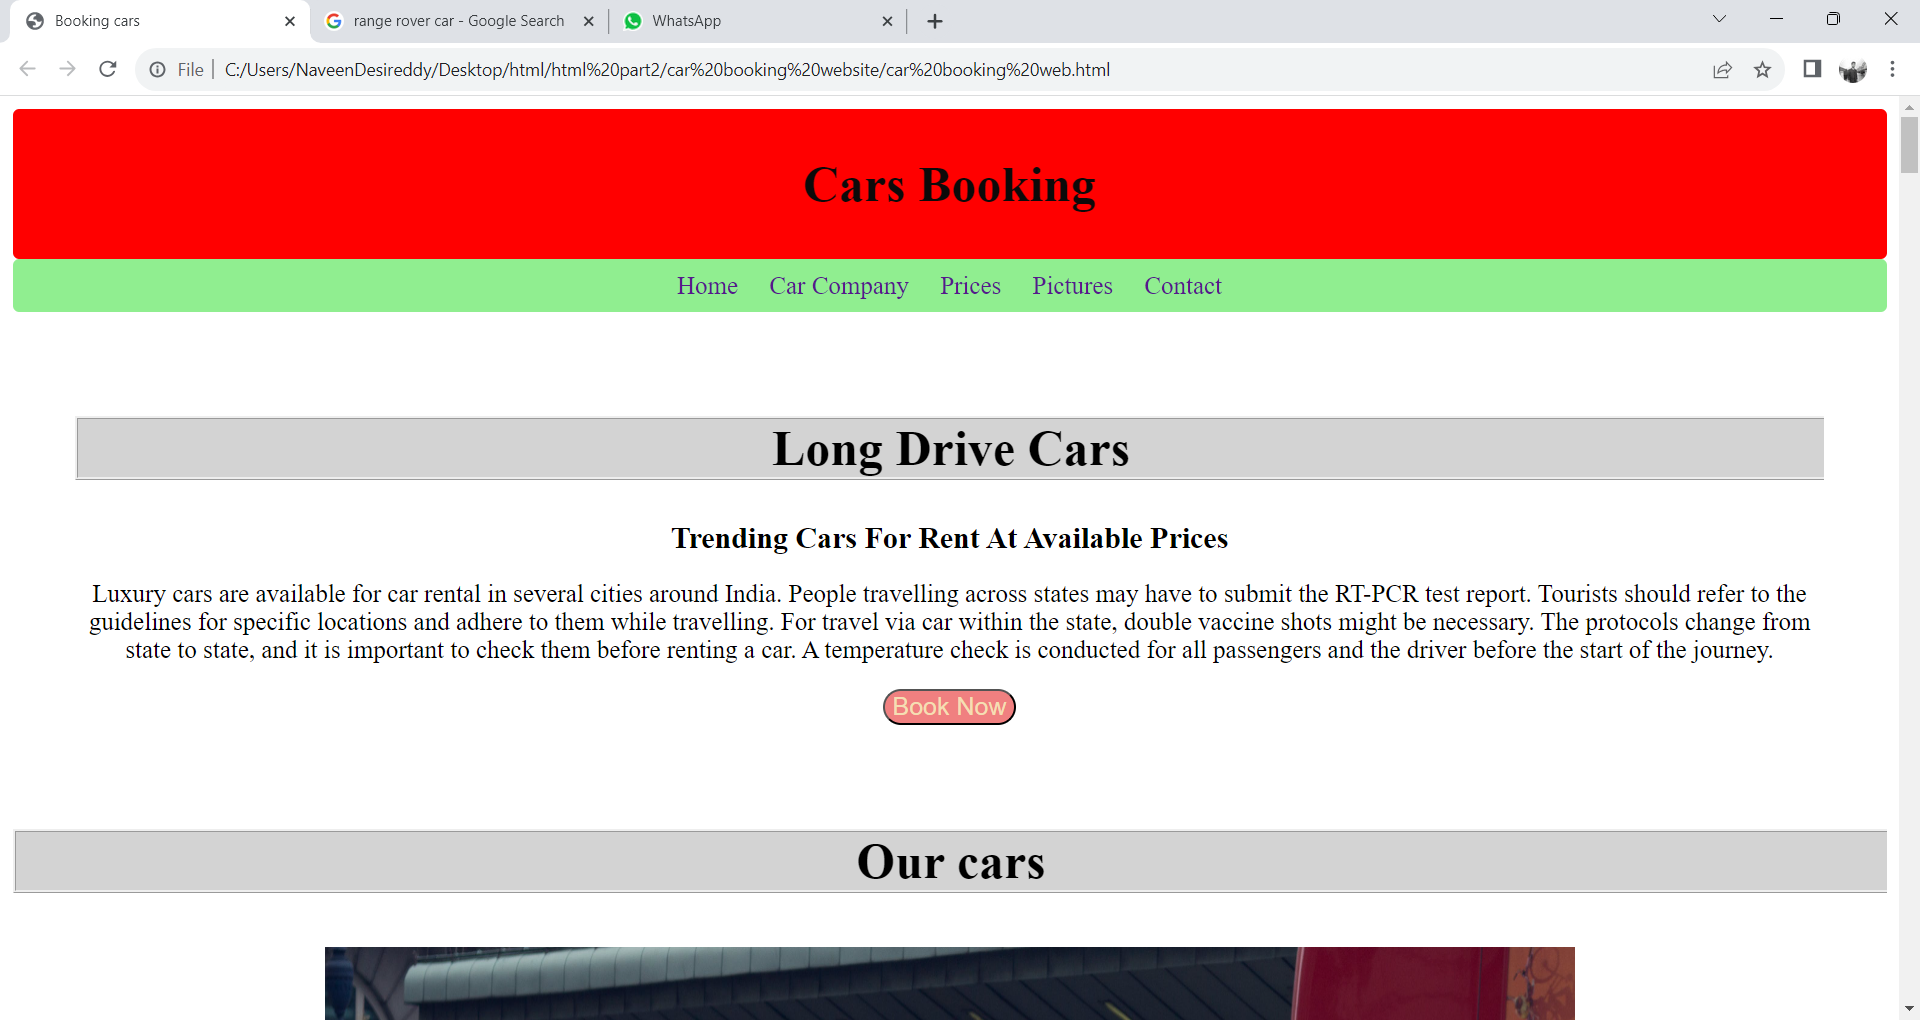 Booking cars
range rover car - Google Search
WhatsApp
File
C:/Users/NaveenDesireddy/Desktop/html/html%20part2/car%20booking%20website/car%20booking%20web.html
Cars Booking
Home Car Company Prices Pictures Contact
Long Drive Cars
Trending Cars For Rent At Available Prices
Luxury cars are available for car rental in several cities around India. People travelling across states may have to submit the RT-PCR test report. Tourists should refer to the
guidelines for specific locations and adhere to them while travelling. For travel via car within the state, double vaccine shots might be necessary. The protocols change from
state to state, and it is important to check them before renting a car. A temperature check is conducted for all passengers and the driver before the start of the journey.
Book Now
Our cars